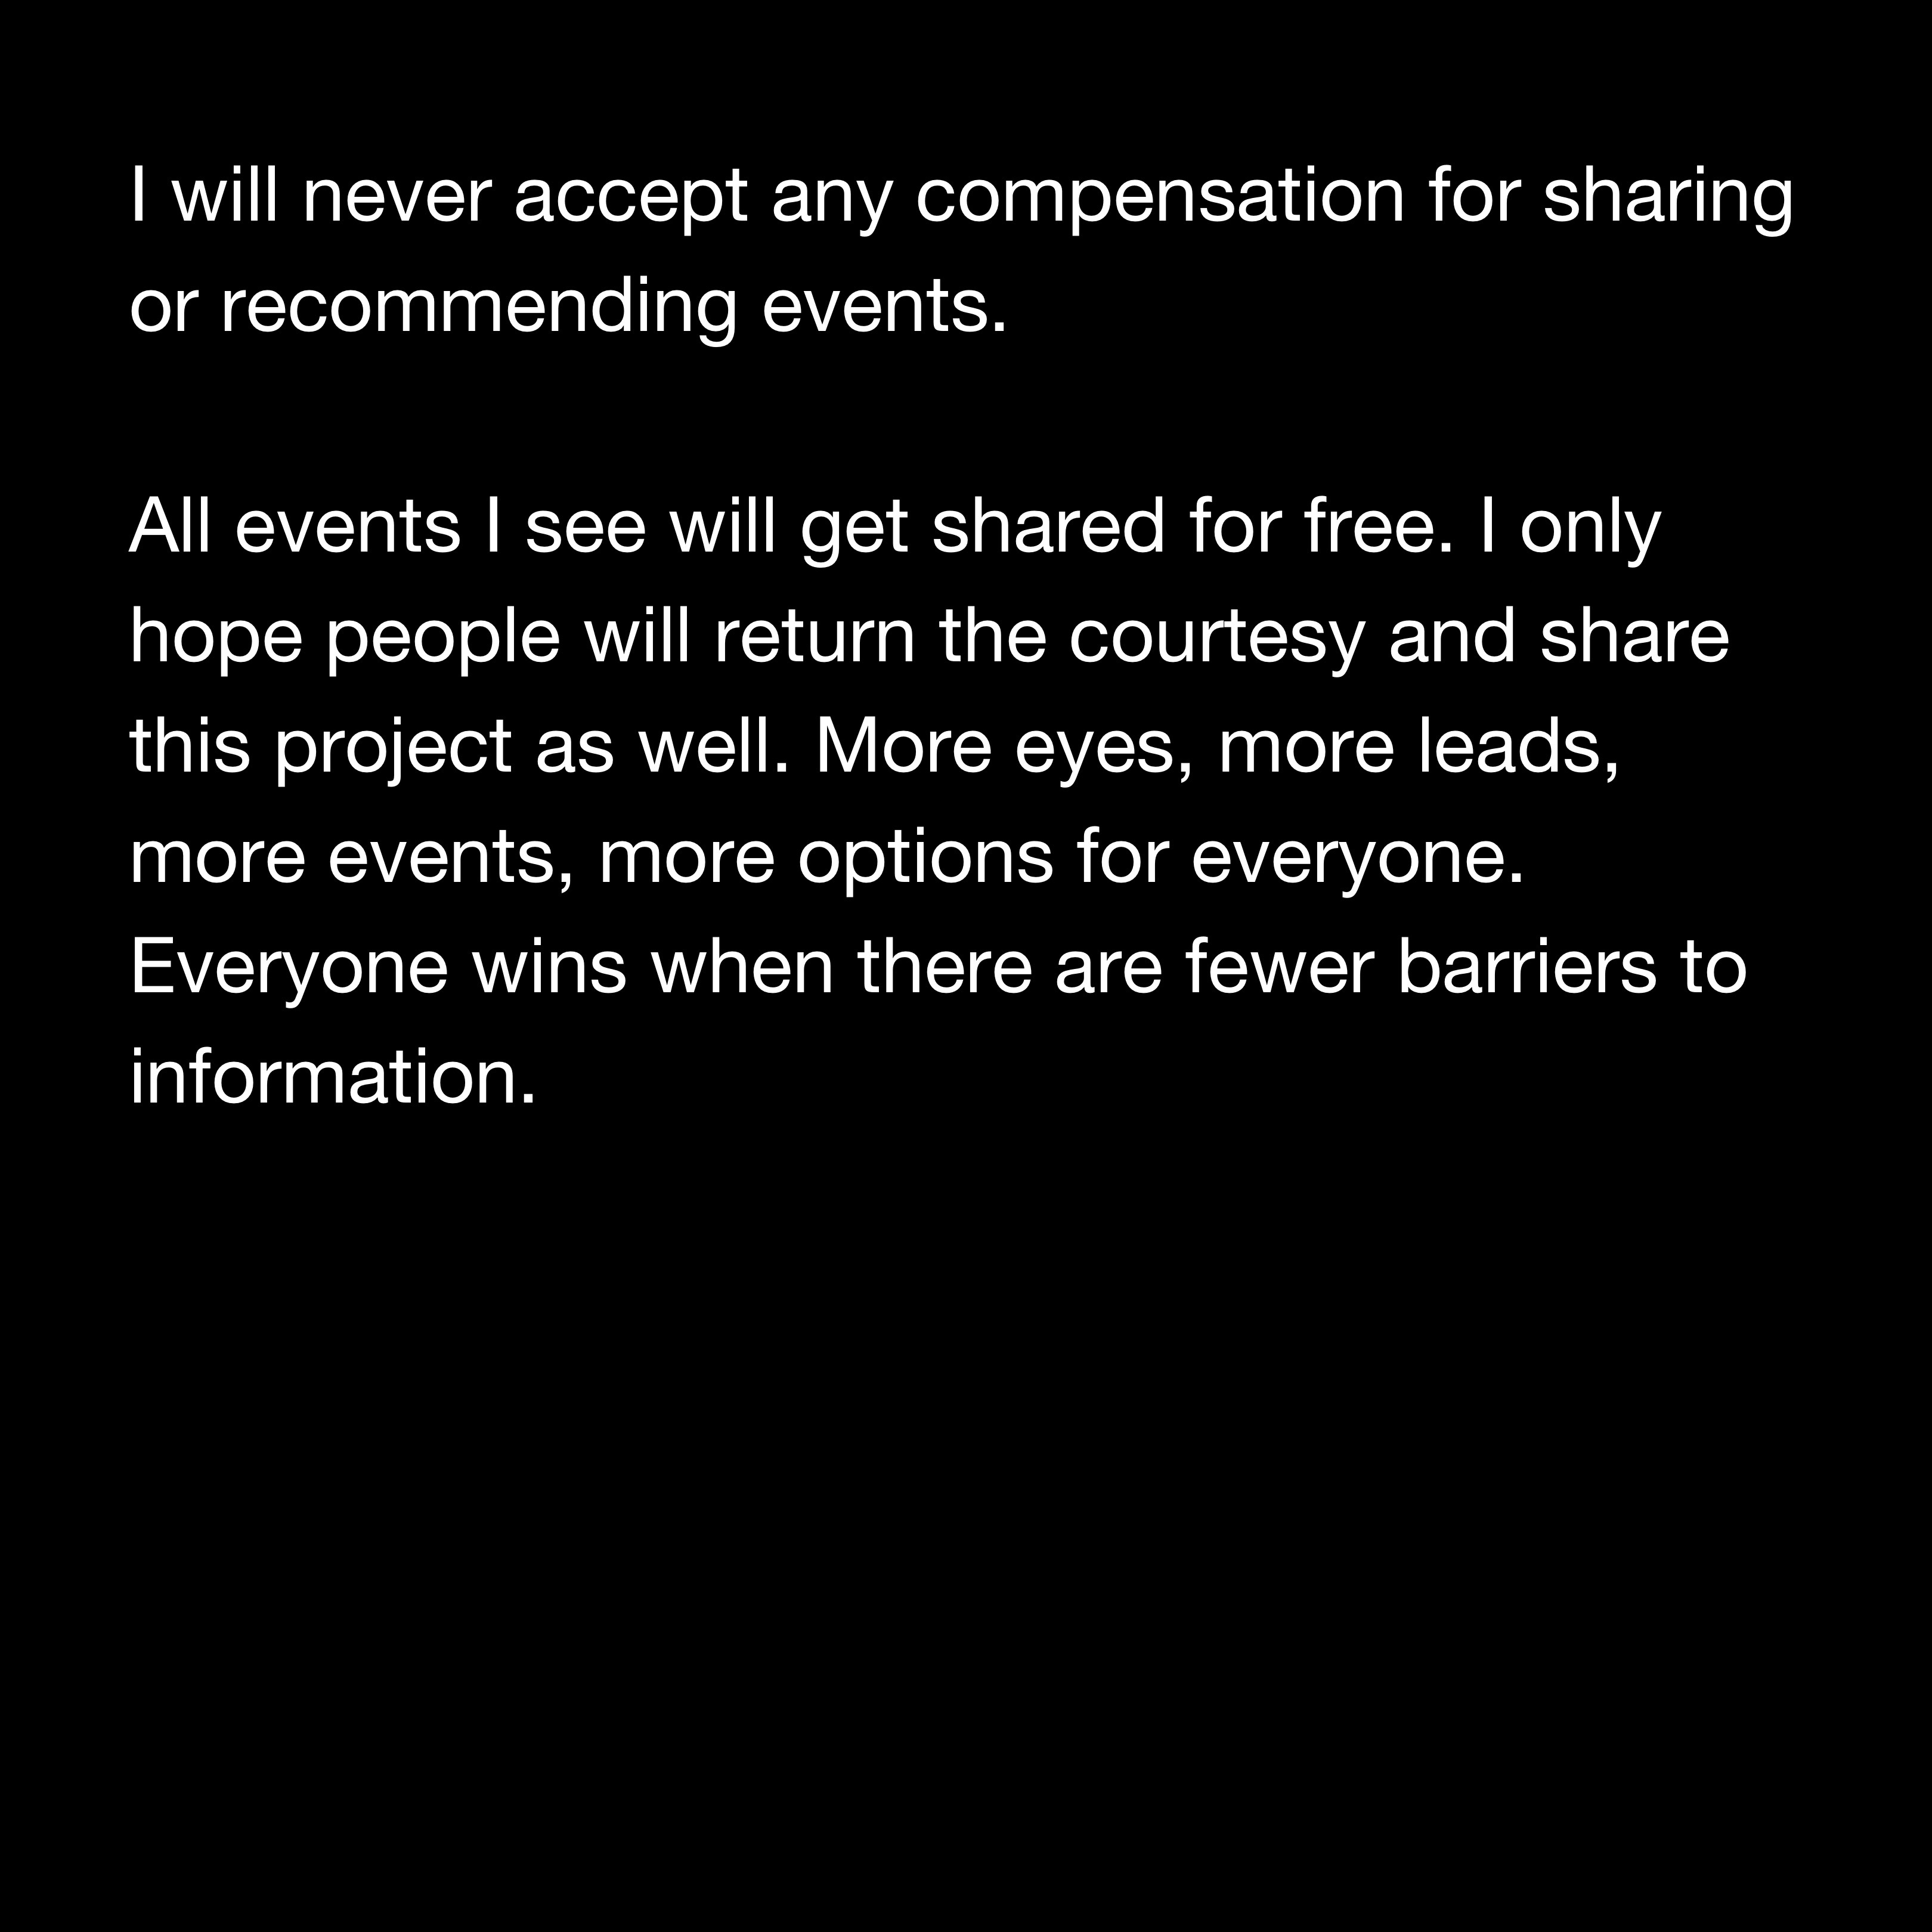 I will never accept any compensation for sharing
or recommending events.
All events I see will get shared for free. I only
hope people will return the courtesy and share
this project as well. More eyes, more leads,
more events, more options for everyone.
Everyone wins when there are fewer barriers to
information.